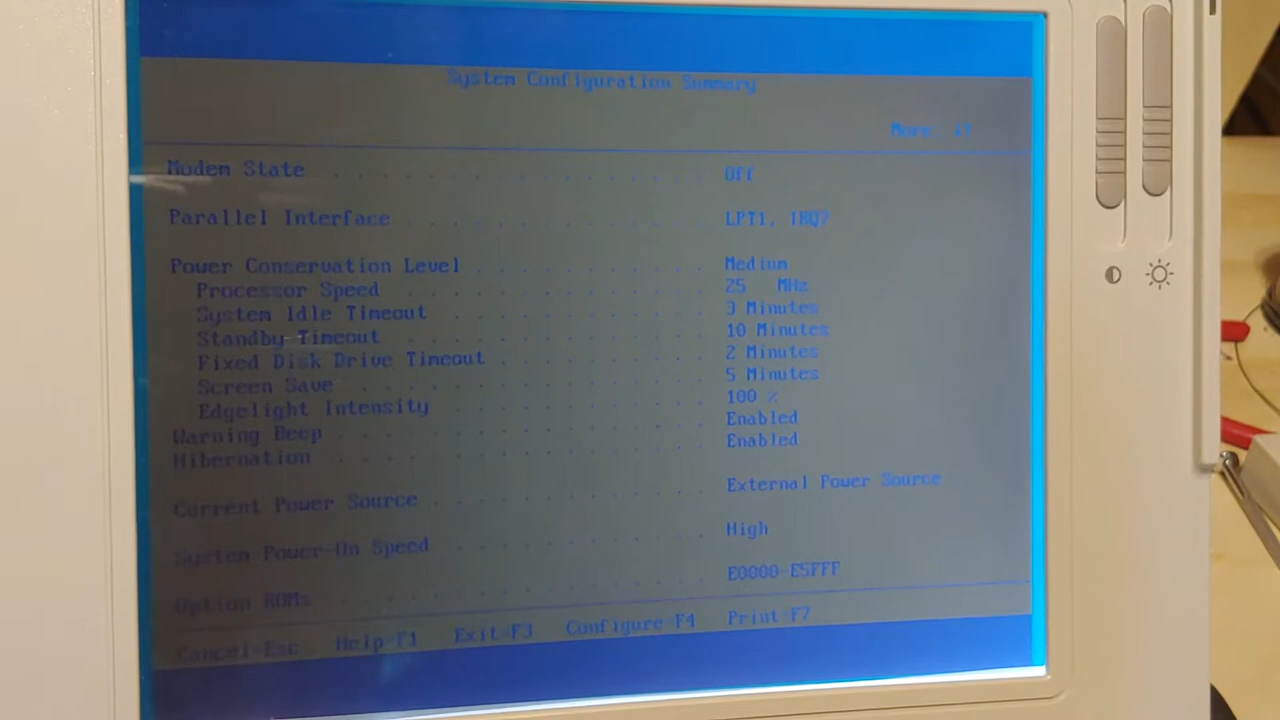 System Configuration Summary
More: ↓↑
Modem State . . . . . . . . . . . . . . . Off
Parallel Interface . . . . . . . . . . . . LPT1, IRQ7
Power Conservation Level . . . . . . . . . . Medium
Processor Speed . . . . . . . . . . . . 25 MHz
System Idle Timeout . . . . . . . . . . 3 Minutes
Standby Timeout . . . . . . . . . . . . 10 Minutes
Fixed Disk Drive Timeout . . . . . . . . 2 Minutes
Screen Save . . . . . . . . . . . . . . 5 Minutes
Edgelight Intensity . . . . . . . . . . 100 %
Warning Beep . . . . . . . . . . . . . . . Enabled
Hibernation . . . . . . . . . . . . . . . Enabled
Current Power Source . . . . . . . . . . . External Power Source
System Power-On Speed . . . . . . . . . . High
Option ROMs . . . . . . . . . . . . . . . E0000-E5FFF
Cancel=Esc Help=F1 Exit=F3 Configure=F4 Print=F7